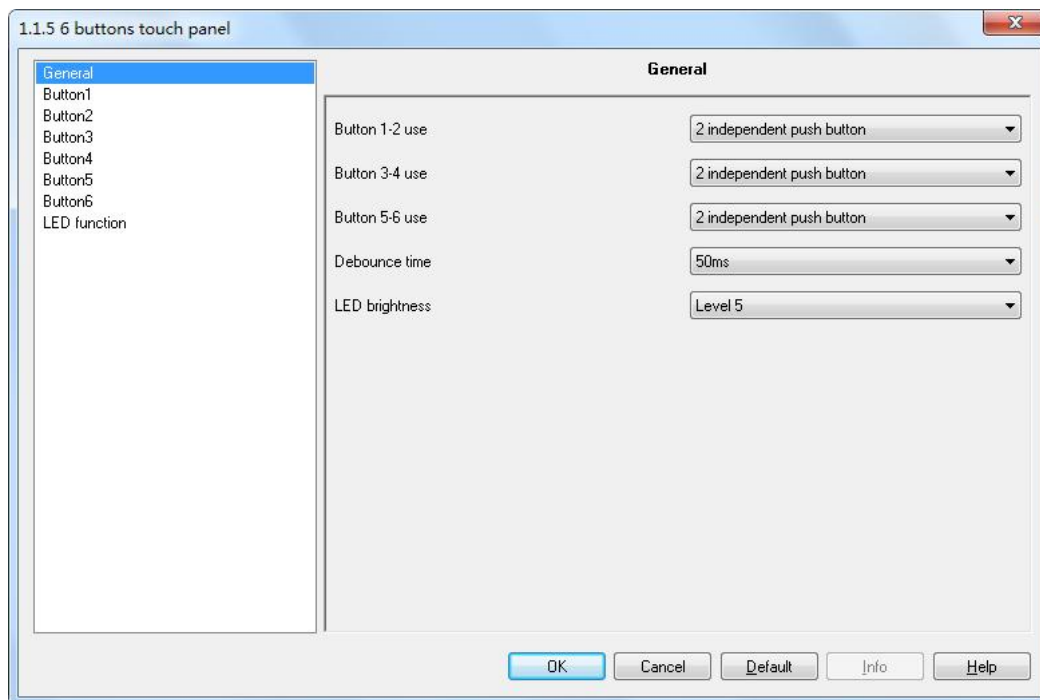 1.1.5 6 buttons touch panel
General
Button1
Button2
Button3
Button4
Button5
Button6
LED function
General
Button 1-2 use 2 independent push button
Button 3-4 use 2 independent push button
Button 5-6 use 2 independent push button
Debounce time 50ms
LED brightness Level 5
OK Cancel Default Info Help